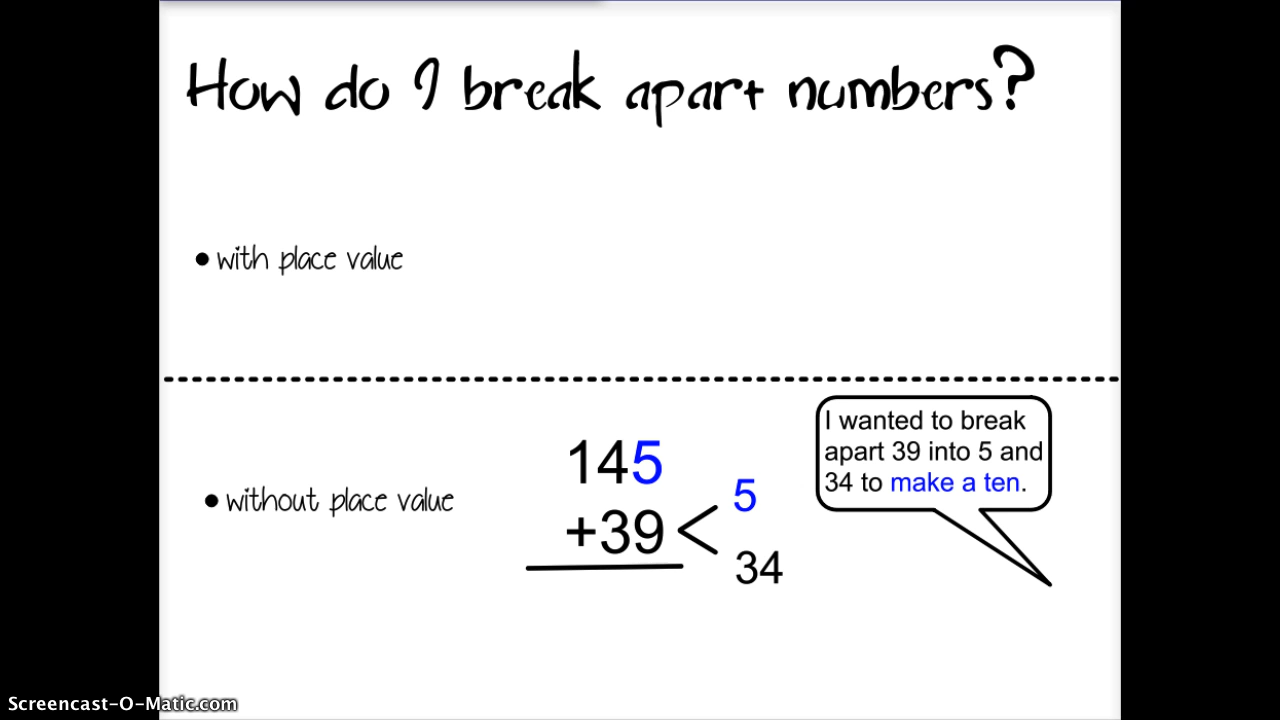 How do I break apart numbers?
• with place value
I wanted to break
apart 39 into 5 and
34 to make a ten.
145
5
• without place value
+39 <
34
Screencast-O-Matic.com